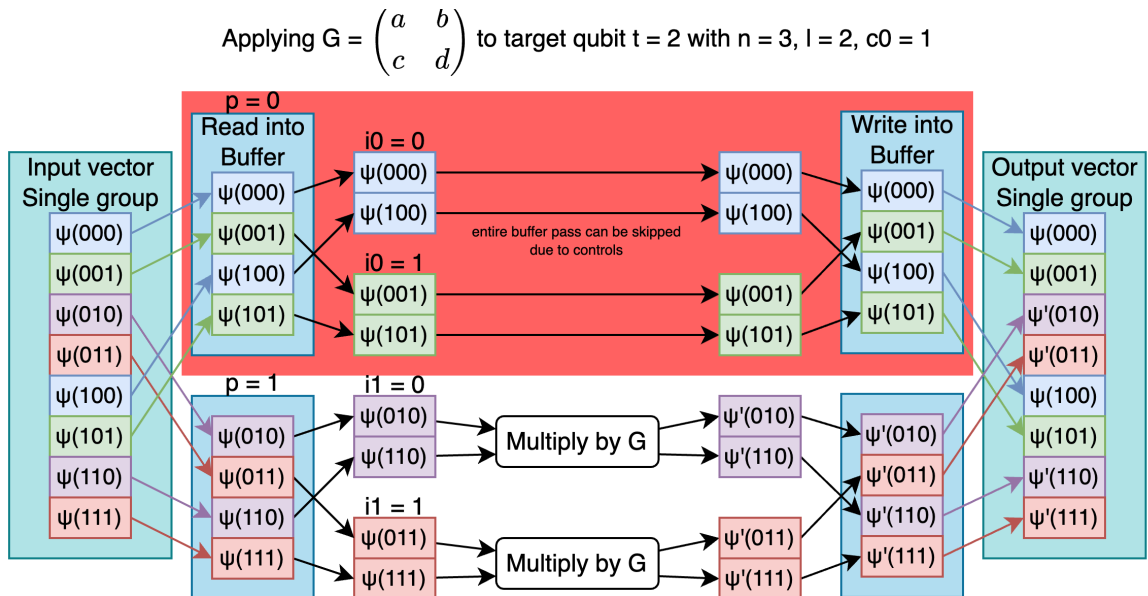 Applying G = ( a b c d ) to target qubit t = 2 with n = 3, l = 2, c0 = 1
Input vector
Single group
ψ(000)
ψ(001)
ψ(010)
ψ(011)
ψ(100)
ψ(101)
ψ(110)
ψ(111)
p = 0
Read into
Buffer
ψ(000)
ψ(001)
ψ(100)
ψ(101)
i0 = 0
ψ(000)
ψ(100)
i0 = 1
ψ(001)
ψ(101)
entire buffer pass can be skipped
due to controls
ψ(000)
ψ(100)
ψ(001)
ψ(101)
Write into
Buffer
ψ(000)
ψ(001)
ψ(100)
ψ(101)
p = 1
ψ(010)
ψ(011)
ψ(110)
ψ(111)
i1 = 0
ψ(010)
ψ(110)
i1 = 1
ψ(011)
ψ(111)
Multiply by G
Multiply by G
ψ'(010)
ψ'(110)
ψ'(011)
ψ'(111)
ψ'(010)
ψ'(011)
ψ'(110)
ψ'(111)
Output vector
Single group
ψ(000)
ψ(001)
ψ'(010)
ψ'(011)
ψ(100)
ψ(101)
ψ'(110)
ψ'(111)